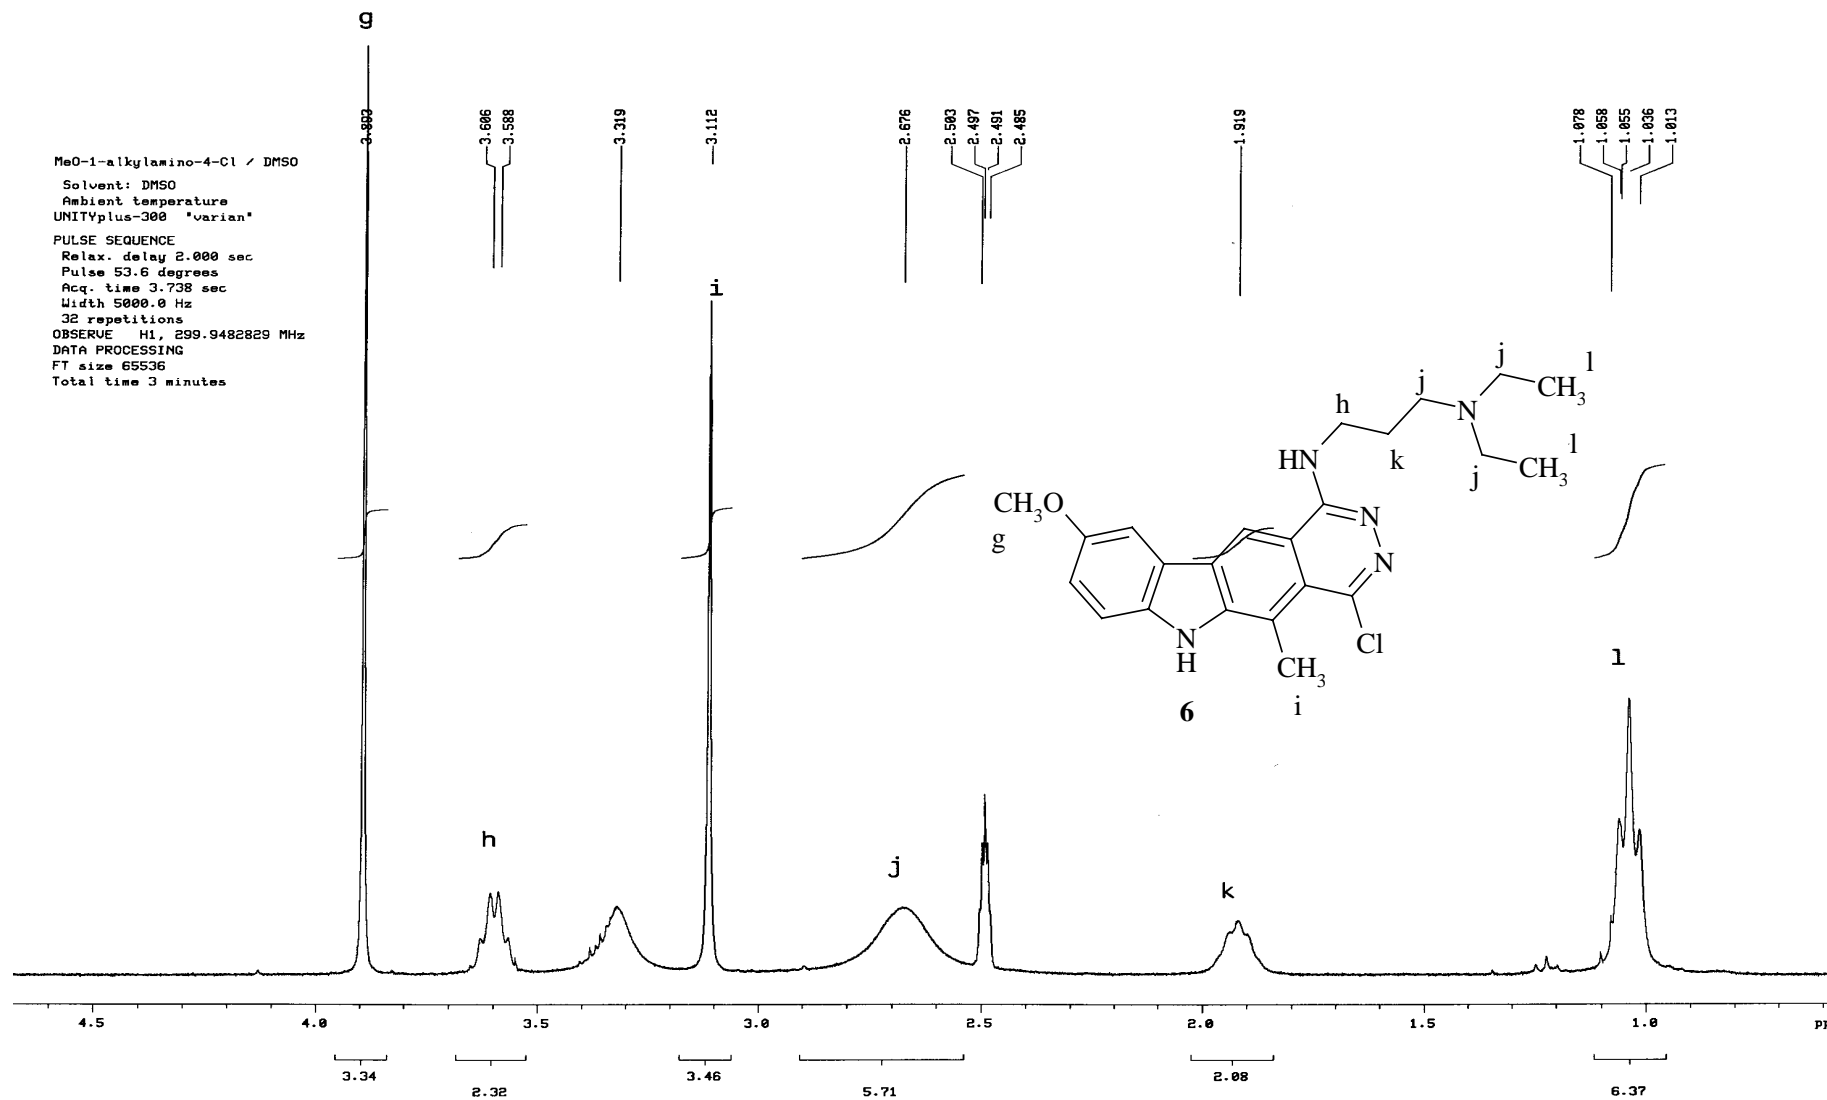 g
3.893
3.606
3.588
3.319
3.112
2.676
2.503
2.497
2.491
2.485
1.919
1.078
1.058
1.055
1.036
1.013
MeO-1-alkylamino-4-Cl / DMSO
Solvent: DMSO
Ambient temperature
UNITYplus-300 "varian"
PULSE SEQUENCE
Relax. delay 2.000 sec
Pulse 53.6 degrees
Acq. time 3.738 sec
Width 5000.0 Hz
32 repetitions
OBSERVE H1, 299.9482829 MHz
DATA PROCESSING
FT size 65536
Total time 3 minutes
i
j
l
CH3
h
j
N
HN
k
j
CH3
l
CH3O
g
N
N
N
H
CH3
Cl
i
6
l
h
j
k
4.5 4.0 3.5 3.0 2.5 2.0 1.5 1.0
3.34
2.32
3.46
5.71
2.08
6.37